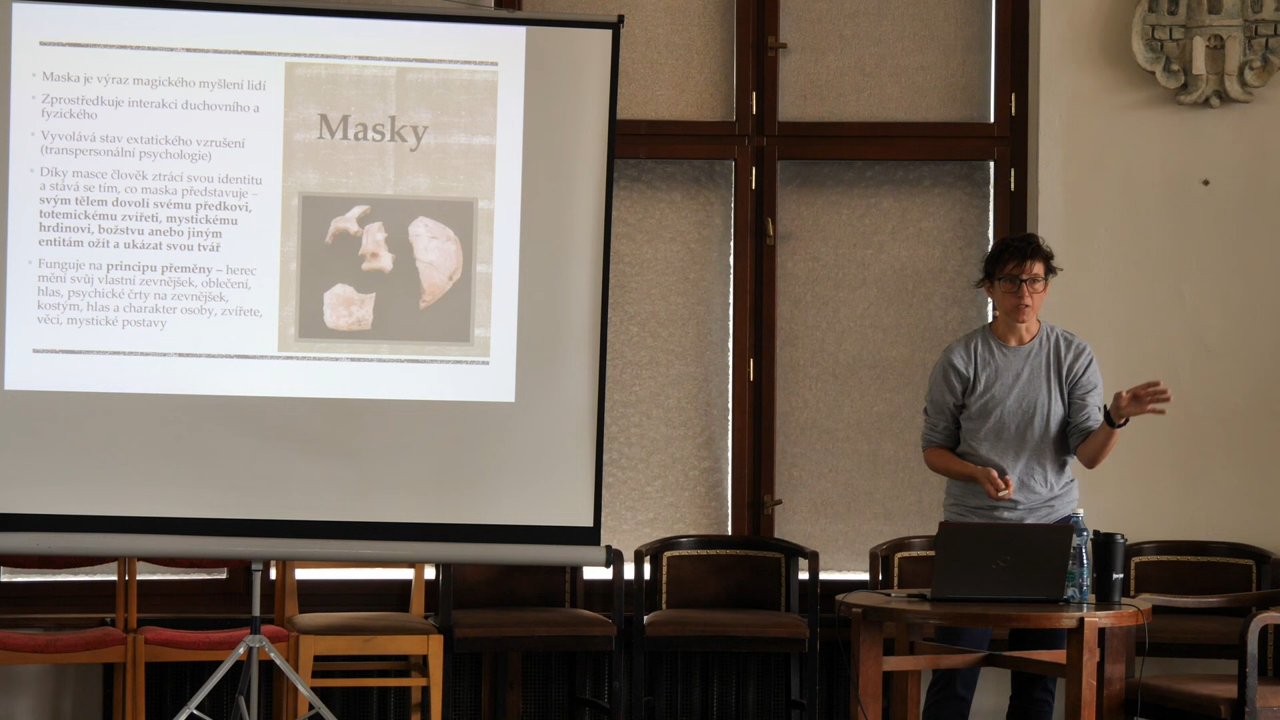 Maska je výraz magického myšlení lidí
Zprostředkuje interakci duchovního a
fyzického
Vyvolává stav extatického vzrušení
(transpersonální psychologie)
Díky masce člověk ztrácí svou identitu
a stává se tím, co maska představuje –
svým tělem dovolí svému předkovi,
totemickému zvířeti, mystickému
hrdinovi, božstvu anebo jiným
entitám ožít a ukázat svou tvář
Funguje na principu přeměny – herec
mění svůj vlastní zevnějšek, oblečení,
hlas, psychické črty na zevnějšek,
kostým, hlas a charakter osoby, zvířete,
věci, mystické postavy
Masky